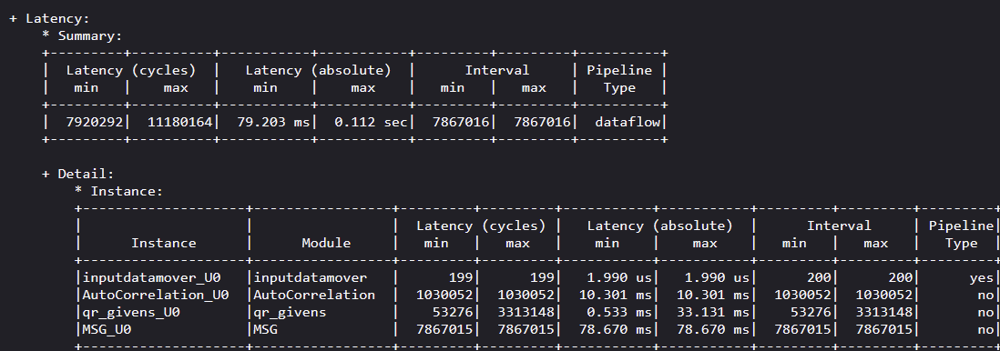 + Latency:
    * Summary:
    +---------+----------+-----------+-----------+---------+---------+----------+
    |  Latency (cycles)  |   Latency (absolute)  |      Interval     | Pipeline |
    |   min   |    max   |    min    |    max    |   min   |   max   |   Type   |
    +---------+----------+-----------+-----------+---------+---------+----------+
    |  7920292|  11180164|  79.203 ms|  0.112 sec|  7867016|  7867016|  dataflow|
    +---------+----------+-----------+-----------+---------+---------+----------+

    + Detail:
        * Instance:
        +--------------------+-----------------+---------+---------+-----------+-----------+---------+---------+---------+
        |                    |                 |  Latency (cycles) |   Latency (absolute)  |      Interval     | Pipeline|
        |      Instance      |      Module     |   min   |   max   |    min    |    max    |   min   |   max   |   Type  |
        +--------------------+-----------------+---------+---------+-----------+-----------+---------+---------+---------+
        |inputdatamover_U0   |inputdatamover   |      199|      199|   1.990 us|   1.990 us|      200|      200|      yes|
        |AutoCorrelation_U0  |AutoCorrelation  |  1030052|  1030052|  10.301 ms|  10.301 ms|  1030052|  1030052|       no|
        |qr_givens_U0        |qr_givens        |    53276|  3313148|   0.533 ms|  33.131 ms|    53276|  3313148|       no|
        |MSG_U0              |MSG              |  7867015|  7867015|  78.670 ms|  78.670 ms|  7867015|  7867015|       no|
        +--------------------+-----------------+---------+---------+-----------+-----------+---------+---------+---------+